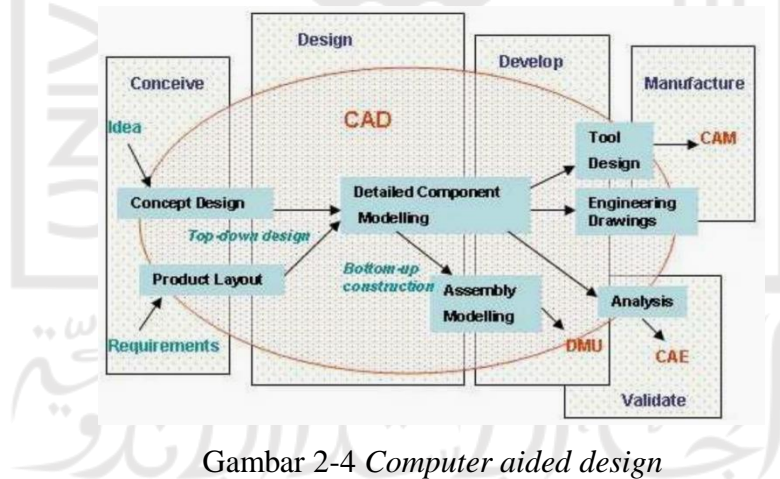 Design
Develop
Conceive
Manufacture
Idea
CAD
Tool
Design
CAM
Concept Design
Detailed Component
Modelling
Engineering
Drawings
Top-down design
Product Layout
Bottom-up
construction
Assembly
Modelling
Analysis
Requirements
DMU
CAE
Validate
Gambar 2-4 Computer aided design